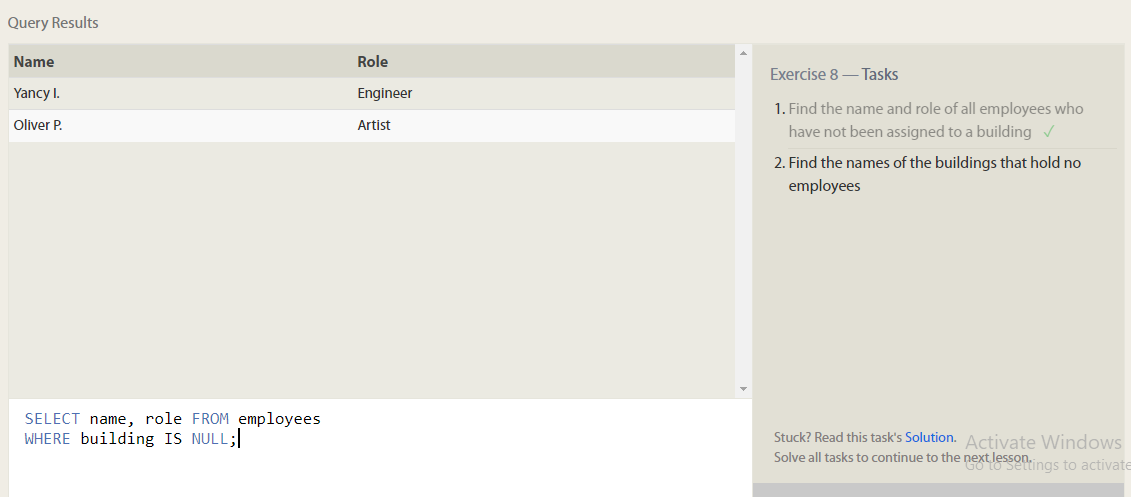 Query Results
Name Role
Yancy I. Engineer
Oliver P. Artist
SELECT name, role FROM employees
WHERE building IS NULL;
Exercise 8 — Tasks
1. Find the name and role of all employees who
have not been assigned to a building ✓
2. Find the names of the buildings that hold no
employees
Stuck? Read this task's Solution.
Solve all tasks to continue to the next lesson.
Activate Windows
Go to Settings to activate